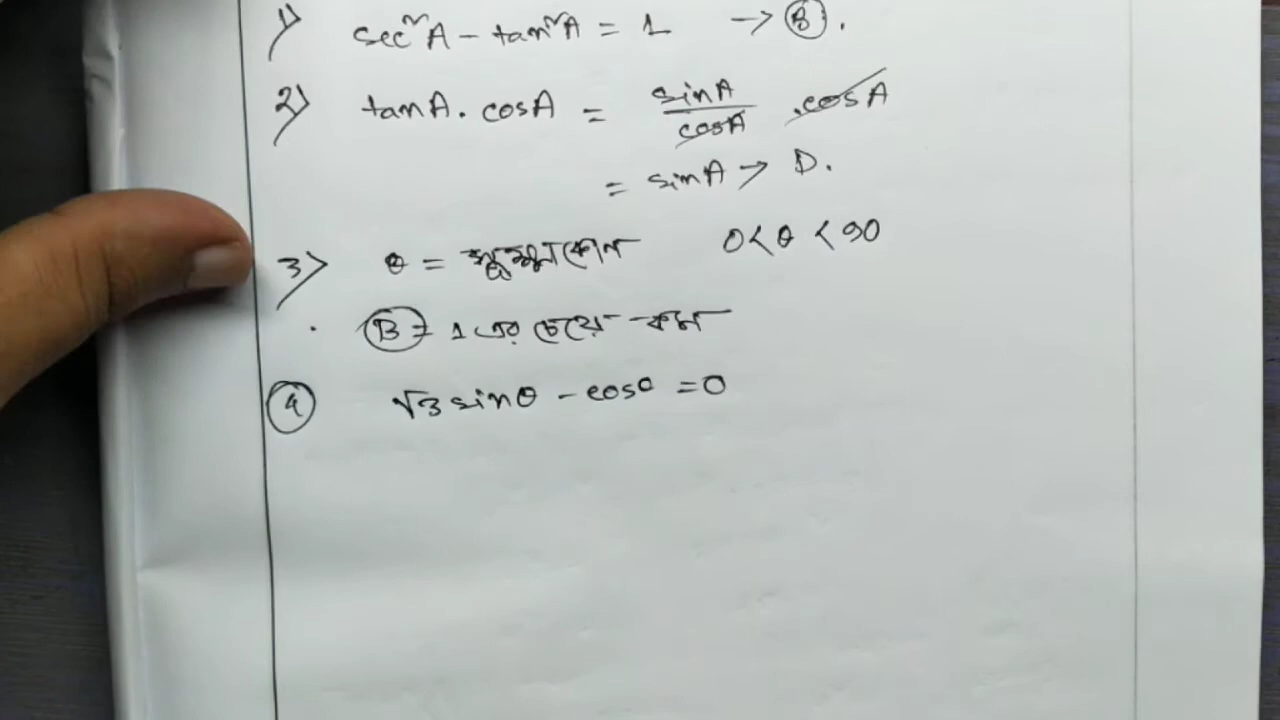 1) sec²A - tan²A = 1 → B.
2) tanA . cosA = sinA/cosA . cosA
= sinA → D.
3) θ = সূক্ষ্মকোণ 0 < θ < 90
B = 1 এর চেয়ে কম
4 √3 sinθ - cosθ = 0